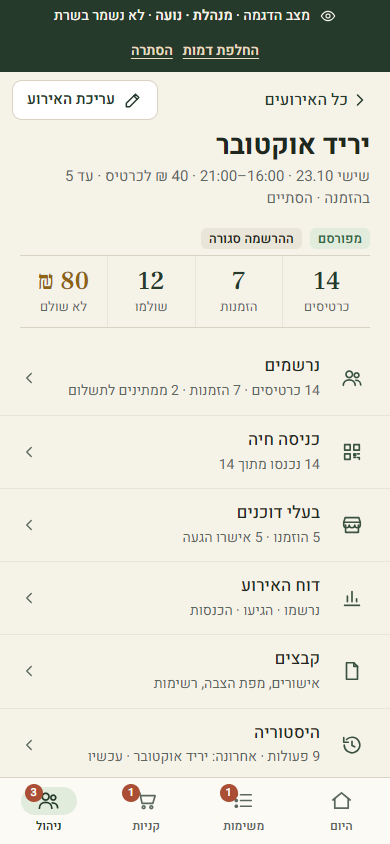 מצב הדגמה · מנהלת · נועה · לא נשמר בשרת
החלפת דמות הסתרה
כל האירועים
עריכת האירוע
יריד אוקטובר
שישי 23.10 · 16:00–21:00 · 40 ₪ לכרטיס · עד 5
בהזמנה · הסתיים
מפורסם ההרשמה סגורה
14 7 12 80 ₪
כרטיסים הזמנות שולמו לא שולם
נרשמים
14 כרטיסים · 7 הזמנות · 2 ממתינים לתשלום
כניסה חיה
14 נכנסו מתוך 14
בעלי דוכנים
5 הוזמנו · 5 אישרו הגעה
דוח האירוע
נרשמו · הגיעו · הכנסות
קבצים
אישורים, מפת הצבה, רשימות
היסטוריה
9 פעולות · אחרונה: יריד אוקטובר · עכשיו
1 1 3
היום משימות קניות ניהול